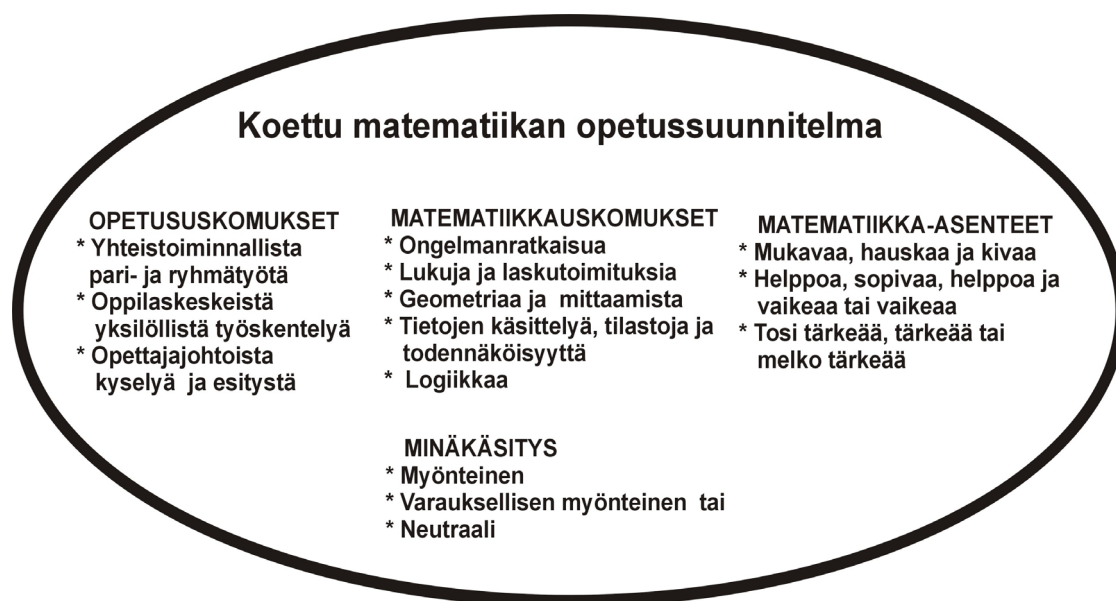 Koettu matematiikan opetussuunnitelma
OPETUSUSKOMUKSET
* Yhteistoiminnallista
pari- ja ryhmätyötä
* Oppilaskeskeistä
yksilöllistä työskentelyä
* Opettajajohtoista
kyselyä ja esitystä
MATEMATIIKKAUSKOMUKSET
* Ongelmanratkaisua
* Lukuja ja laskutoimituksia
* Geometriaa ja mittaamista
* Tietojen käsittelyä, tilastoja ja
todennäköisyyttä
* Logiikkaa
MATEMATIIKKA-ASENTEET
* Mukavaa, hauskaa ja kivaa
* Helppoa, sopivaa, helppoa ja
vaikeaa tai vaikeaa
* Tosi tärkeää, tärkeää tai
melko tärkeää
MINÄKÄSITYS
* Myönteinen
* Varauksellisen myönteinen tai
* Neutraali